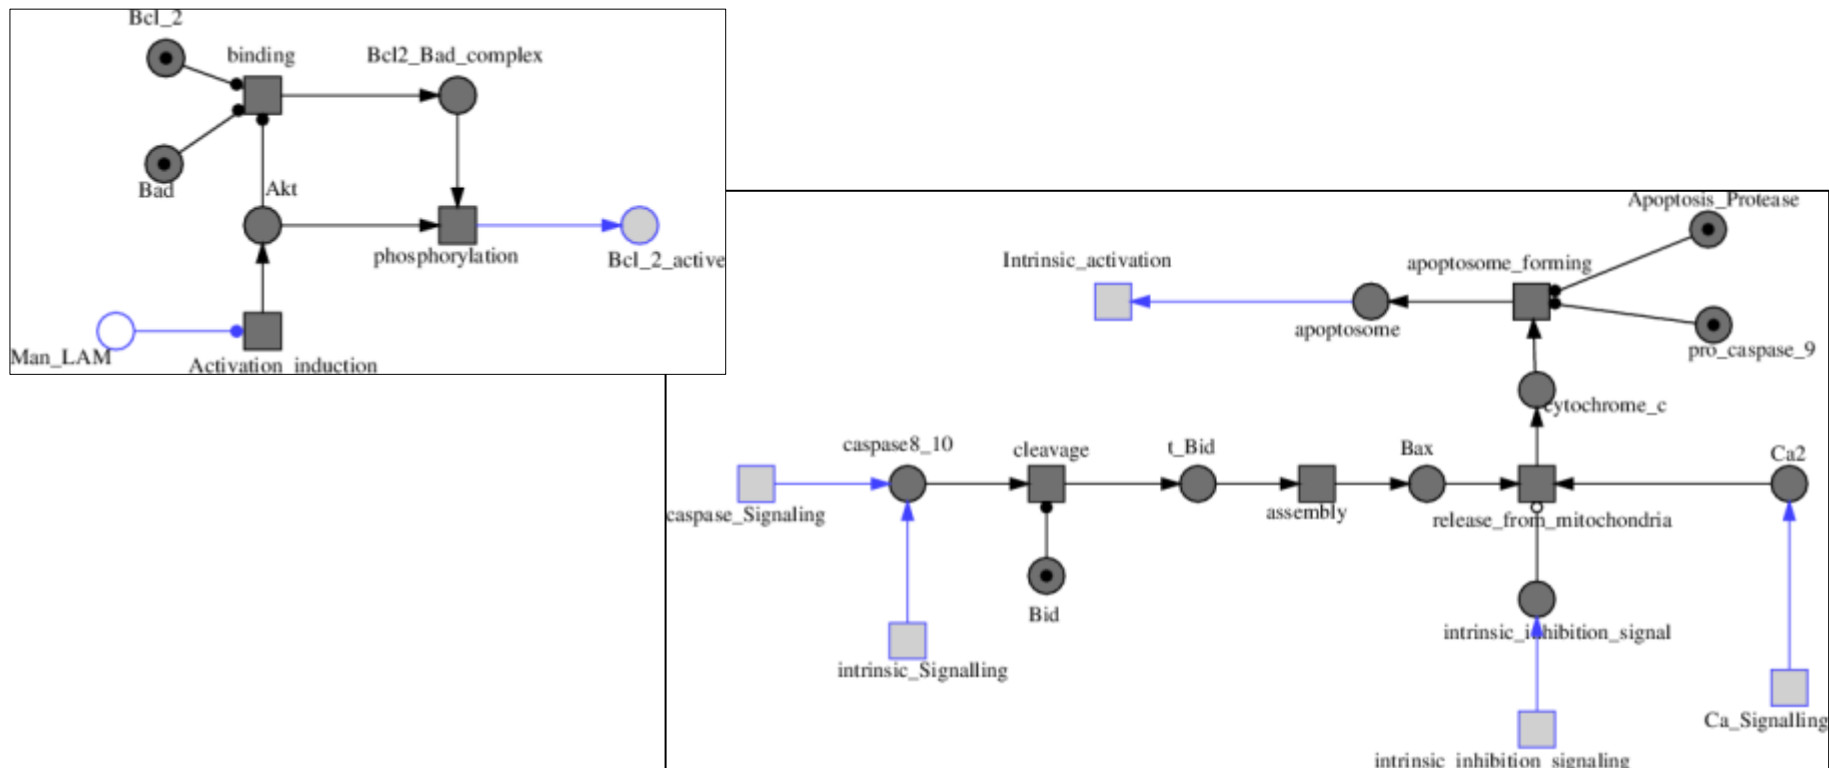 Bcl_2
binding
Bcl2_Bad_complex
Bad
Akt
phosphorylation
Bcl_2_active
Man_LAM
Activation_induction
Apoptosis_Protease
Intrinsic_activation
apoptosome_forming
apoptosome
pro_caspase_9
cytochrome_c
caspase8_10
cleavage
t_Bid
Bax
Ca2
caspase_Signaling
assembly
release_from_mitochondria
Bid
intrinsic_inhibition_signal
intrinsic_Signalling
Ca_Signalling
intrinsic_inhibition_signaling